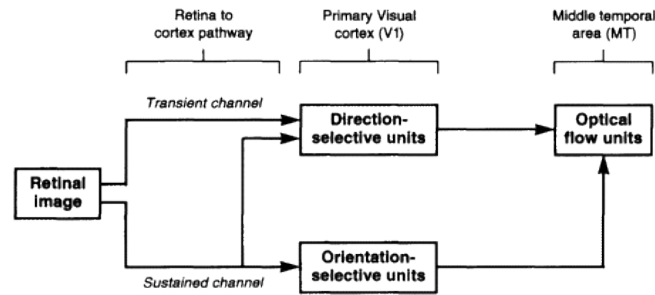 Retina to
cortex pathway
Primary Visual
cortex (V1)
Middle temporal
area (MT)
Transient channel
Direction-
selective units
Optical
flow units
Retinal
image
Orientation-
selective units
Sustained channel